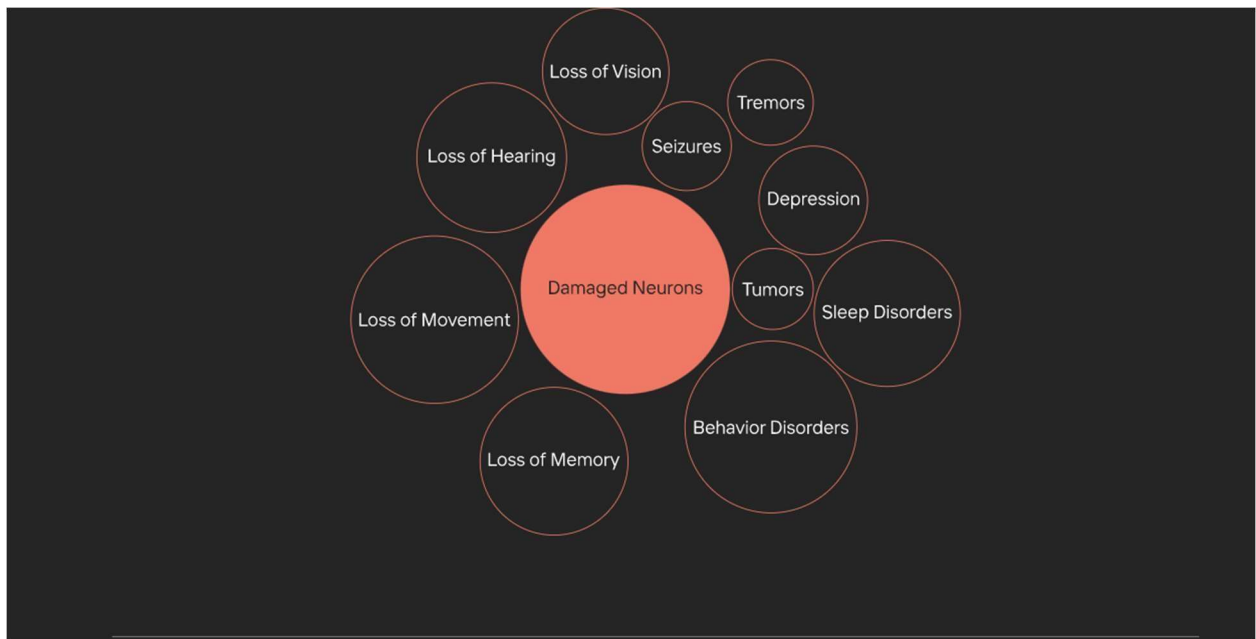 Loss of Vision
Tremors
Seizures
Loss of Hearing
Depression
Damaged Neurons
Tumors
Sleep Disorders
Loss of Movement
Behavior Disorders
Loss of Memory